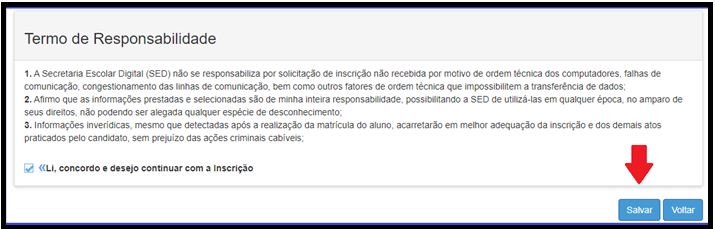 Termo de Responsabilidade
1. A Secretaria Escolar Digital (SED) não se responsabiliza por solicitação de inscrição não recebida por motivo de ordem técnica dos computadores, falhas de
comunicação, congestionamento das linhas de comunicação, bem como outros fatores de ordem técnica que impossibilitem a transferência de dados;
2. Afirmo que as informações prestadas e selecionadas são de minha inteira responsabilidade, possibilitando a SED de utilizá-las em qualquer época, no amparo de
seus direitos, não podendo ser alegada qualquer espécie de desconhecimento;
3. Informações inverídicas, mesmo que detectadas após a realização da matrícula do aluno, acarretarão em melhor adequação da inscrição e dos demais atos
praticados pelo candidato, sem prejuízo das ações criminais cabíveis;
«Li, concordo e desejo continuar com a Inscrição
Salvar Voltar